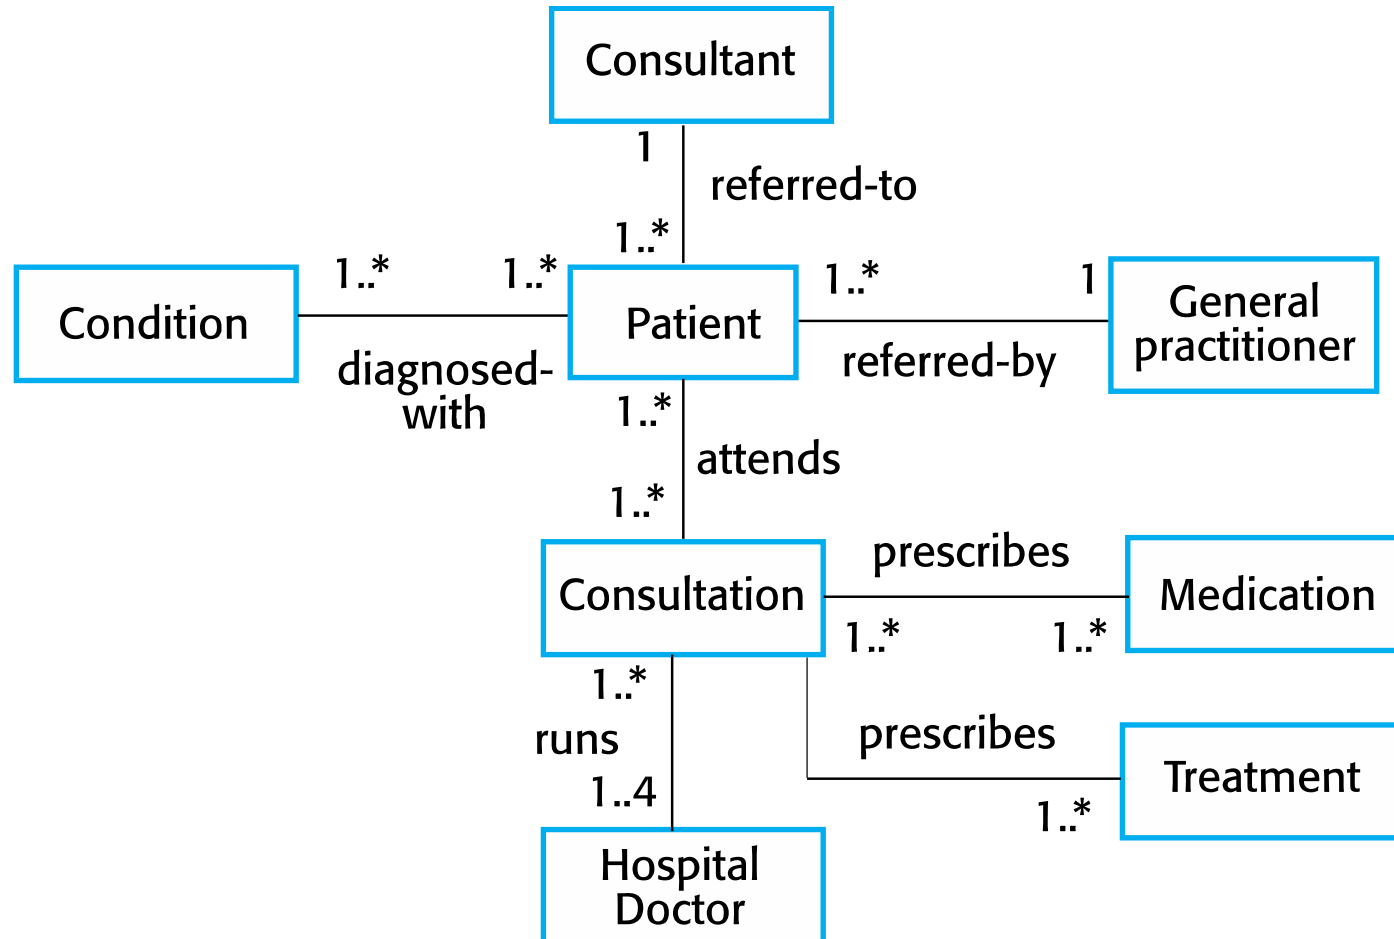 Consultant
1
referred-to
1..*
1..*
1..*
1..*
1
Condition
Patient
General
practitioner
diagnosed-
with
referred-by
1..*
attends
1..*
prescribes
Consultation
Medication
1..*
1..*
1..*
runs
prescribes
1..4
Treatment
1..*
Hospital
Doctor